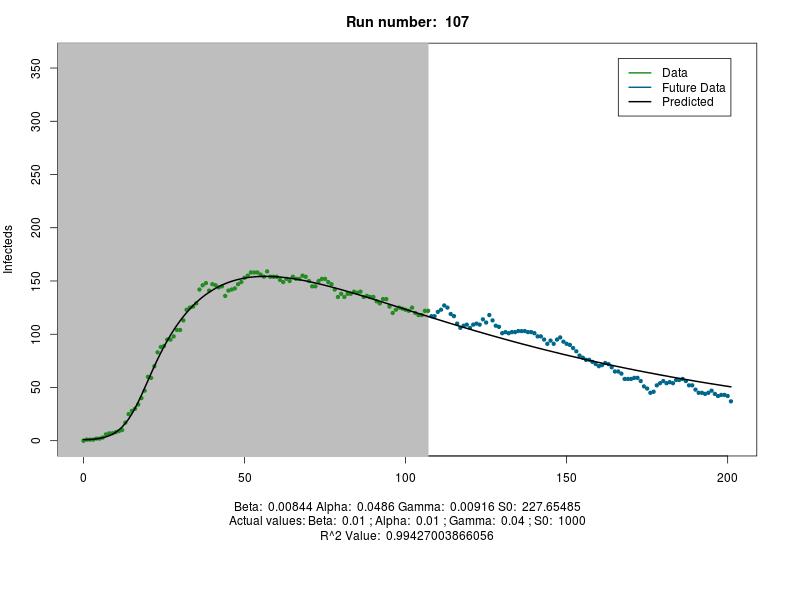 Run number: 107
Data
Future Data
Predicted
350
300
250
200
150
100
50
0
Infecteds
0 50 100 150 200
Beta: 0.00844 Alpha: 0.0486 Gamma: 0.00916 S0: 227.65485
Actual values: Beta: 0.01 ; Alpha: 0.01 ; Gamma: 0.04 ; S0: 1000
R^2 Value: 0.99427003866056